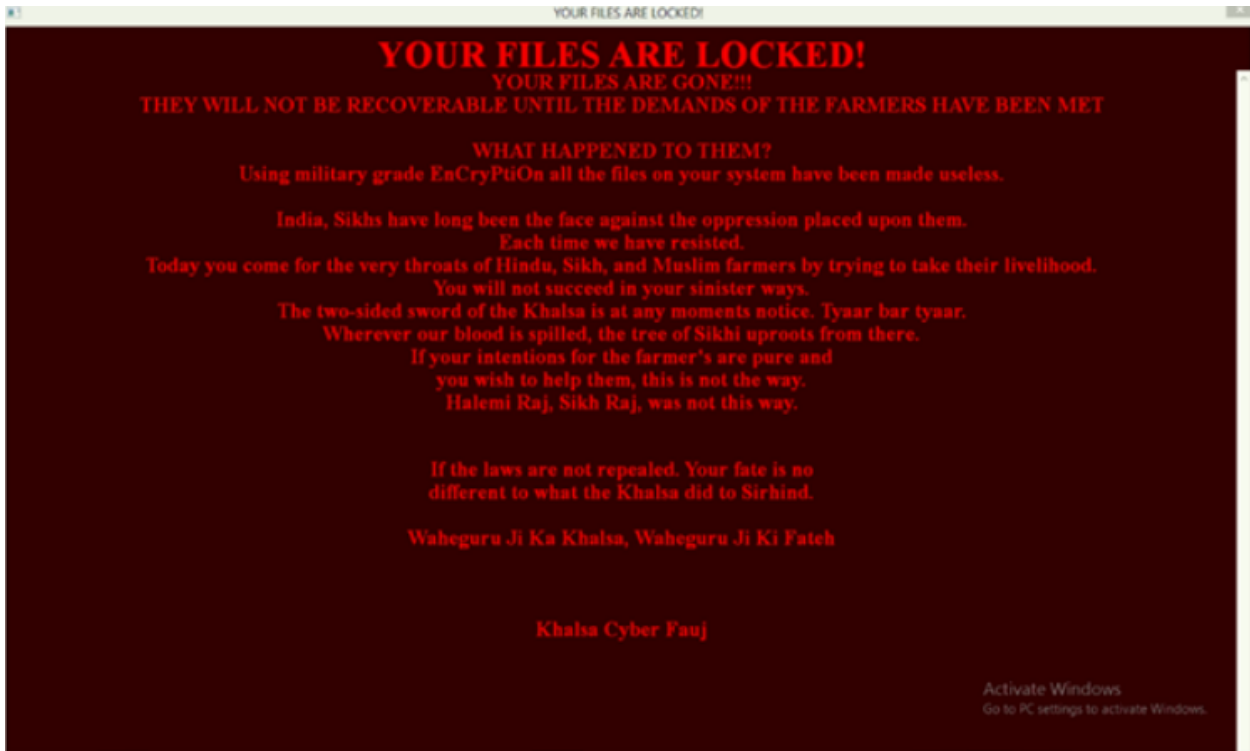 YOUR FILES ARE LOCKED!
YOUR FILES ARE LOCKED!
YOUR FILES ARE GONE!!!
THEY WILL NOT BE RECOVERABLE UNTIL THE DEMANDS OF THE FARMERS HAVE BEEN MET
WHAT HAPPENED TO THEM?
Using military grade EnCryPtiOn all the files on your system have been made useless.
India, Sikhs have long been the face against the oppression placed upon them.
Each time we have resisted.
Today you come for the very throats of Hindu, Sikh, and Muslim farmers by trying to take their livelihood.
You will not succeed in your sinister ways.
The two-sided sword of the Khalsa is at any moments notice. Tyaar bar tyaar.
Wherever our blood is spilled, the tree of Sikhi uproots from there.
If your intentions for the farmer's are pure and
you wish to help them, this is not the way.
Halemi Raj, Sikh Raj, was not this way.
If the laws are not repealed. Your fate is no
different to what the Khalsa did to Sirhind.
Waheguru Ji Ka Khalsa, Waheguru Ji Ki Fateh
Khalsa Cyber Fauj
Activate Windows
Go to PC settings to activate Windows.